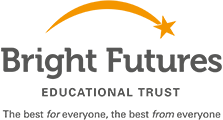 Bright Futures
EDUCATIONAL TRUST
The best for everyone, the best from everyone